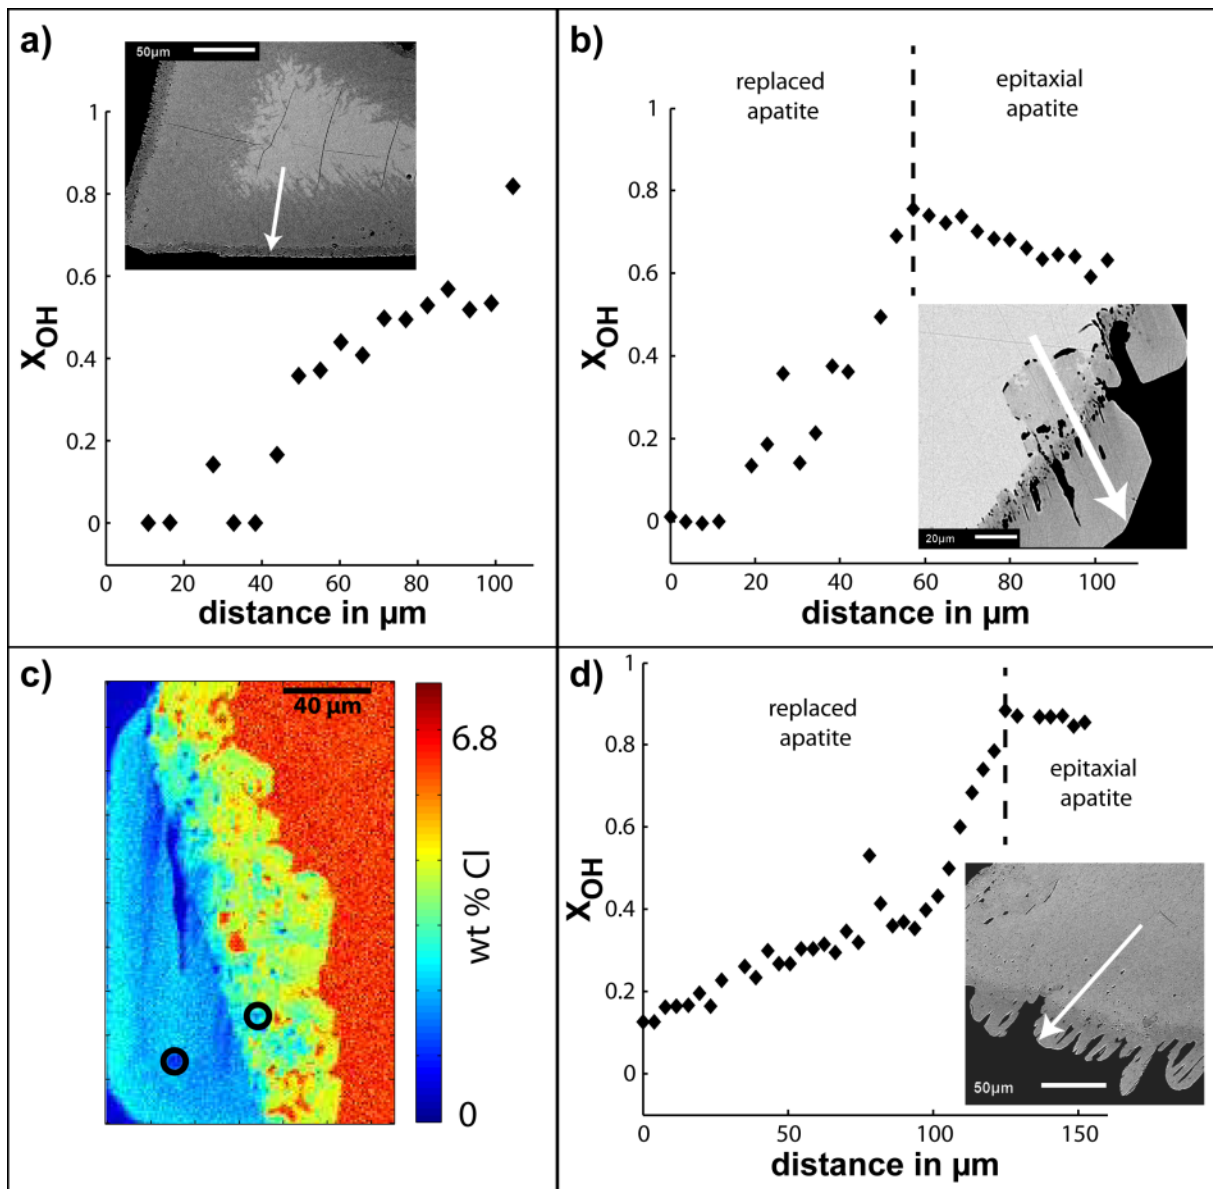 a)
50µm
1
0.8
0.6
0.4
0.2
0
X_OH
0 20 40 60 80 100
distance in µm
b)
replaced
apatite
epitaxial
apatite
1
0.8
0.6
0.4
0.2
0
X_OH
20µm
0 20 40 60 80 100
distance in µm
c)
40 µm
6.8
wt % Cl
0
d)
replaced
apatite
epitaxial
apatite
1
0.8
0.6
0.4
0.2
0
X_OH
50µm
0 50 100 150
distance in µm